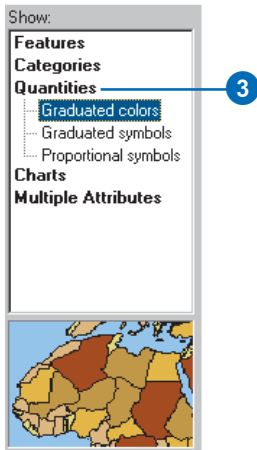 Show:
Features
Categories
Quantities
3
Graduated colors
Graduated symbols
Proportional symbols
Charts
Multiple Attributes